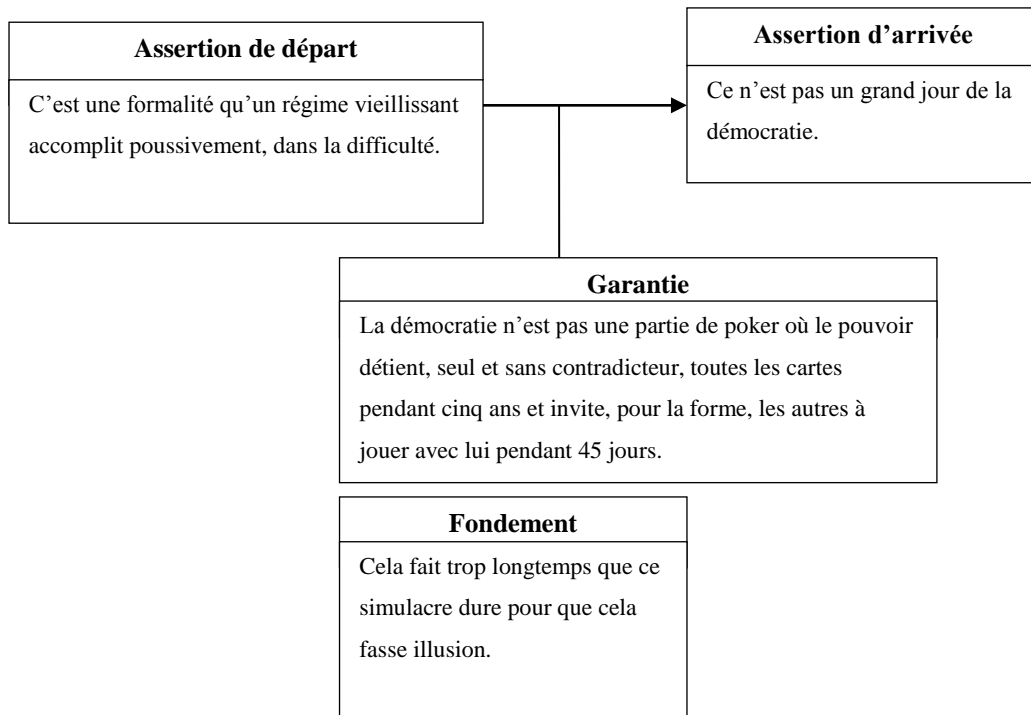 Assertion de départ
C’est une formalité qu’un régime vieillissant
accomplit poussivement, dans la difficulté.
Assertion d’arrivée
Ce n’est pas un grand jour de la
démocratie.
Garantie
La démocratie n’est pas une partie de poker où le pouvoir
détient, seul et sans contradicteur, toutes les cartes
pendant cinq ans et invite, pour la forme, les autres à
jouer avec lui pendant 45 jours.
Fondement
Cela fait trop longtemps que ce
simulacre dure pour que cela
fasse illusion.